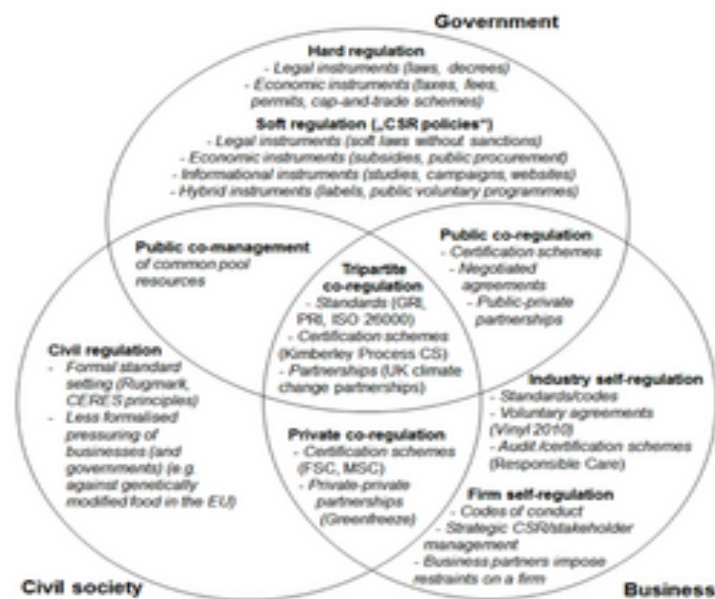 Government
Hard regulation
- Legal instruments (laws, decrees)
- Economic instruments (taxes, fees,
permits, cap-and-trade schemes)
Soft regulation („CSR policies“)
- Legal instruments (soft laws without sanctions)
- Economic instruments (subsidies, public procurement)
- Informational instruments (studies, campaigns, websites)
- Hybrid instruments (labels, public voluntary programmes)
Public co-management
of common pool
resources
Public co-regulation
- Certification schemes
- Negotiated
agreements
- Public-private
partnerships
Tripartite
co-regulation
- Standards (GRI,
PRI, ISO 26000)
- Certification schemes
(Kimberley Process CS)
- Partnerships (UK climate
change partnerships)
Civil regulation
- Formal standard
setting (Rugmark,
CERES principles)
- Less formalised
pressuring of
businesses (and
governments) (e.g.
against genetically
modified food in the EU)
Industry self-regulation
- Standards/codes
- Voluntary agreements
(Vinyl 2010)
- Audit /certification schemes
(Responsible Care)
Private co-regulation
- Certification schemes
(FSC, MSC)
- Private-private
partnerships
(Greenfreeze)
Firm self-regulation
- Codes of conduct
- Strategic CSR/stakeholder
management
- Business partners impose
restraints on a firm
Civil society
Business